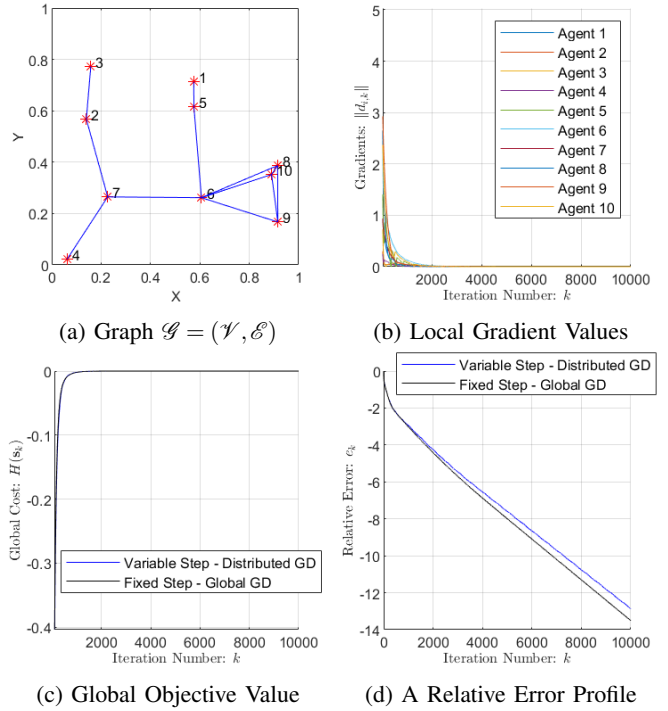 1
0.8
0.6
0.4
0.2
0
Y
0 0.2 0.4 0.6 0.8 1
X
3
1
2
5
8
10
7
6
9
4
(a) Graph 𝒢 = (𝒱, ℰ)
5
4
3
2
1
0
Gradients: ‖d_{i,k}‖
Agent 1
Agent 2
Agent 3
Agent 4
Agent 5
Agent 6
Agent 7
Agent 8
Agent 9
Agent 10
2000 4000 6000 8000 10000
Iteration Number: k
(b) Local Gradient Values
0
-0.1
-0.2
-0.3
-0.4
Global Cost: H(s_k)
Variable Step - Distributed GD
Fixed Step - Global GD
2000 4000 6000 8000 10000
Iteration Number: k
(c) Global Objective Value
Variable Step - Distributed GD
Fixed Step - Global GD
0
-2
-4
-6
-8
-10
-12
-14
Relative Error: e_k
0 2000 4000 6000 8000 10000
Iteration Number: k
(d) A Relative Error Profile